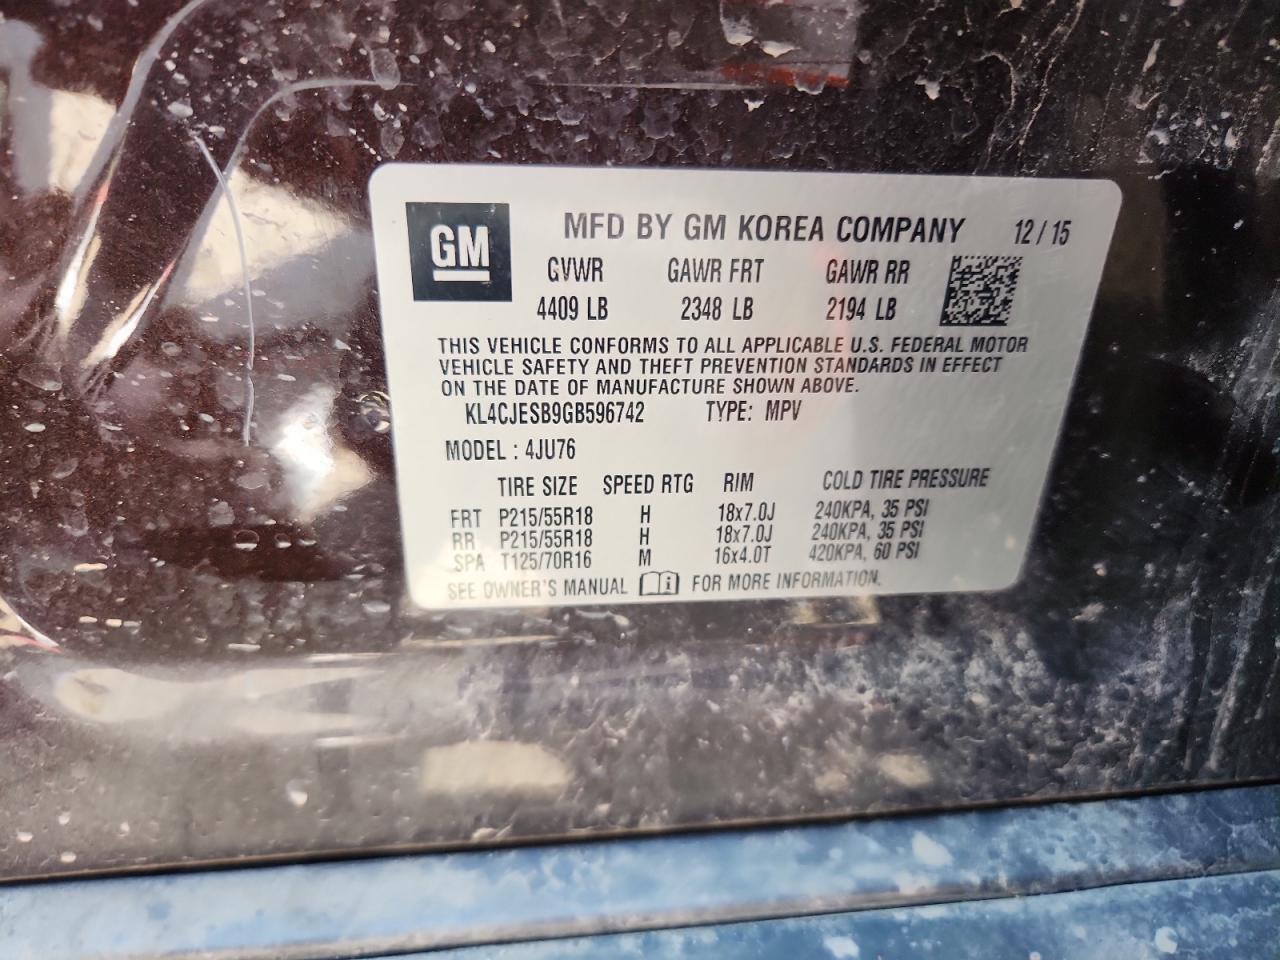 GM
MFD BY GM KOREA COMPANY 12/15
GVWR GAWR FRT GAWR RR
4409 LB 2348 LB 2194 LB
THIS VEHICLE CONFORMS TO ALL APPLICABLE U.S. FEDERAL MOTOR
VEHICLE SAFETY AND THEFT PREVENTION STANDARDS IN EFFECT
ON THE DATE OF MANUFACTURE SHOWN ABOVE.
KL4CJESB9GB596742 TYPE: MPV
MODEL : 4JU76
TIRE SIZE SPEED RTG RIM COLD TIRE PRESSURE
FRT P215/55R18 H 18x7.0J 240KPA, 35 PSI
RR P215/55R18 H 18x7.0J 240KPA, 35 PSI
SPA T125/70R16 M 16x4.0T 420KPA, 60 PSI
SEE OWNER'S MANUAL FOR MORE INFORMATION.